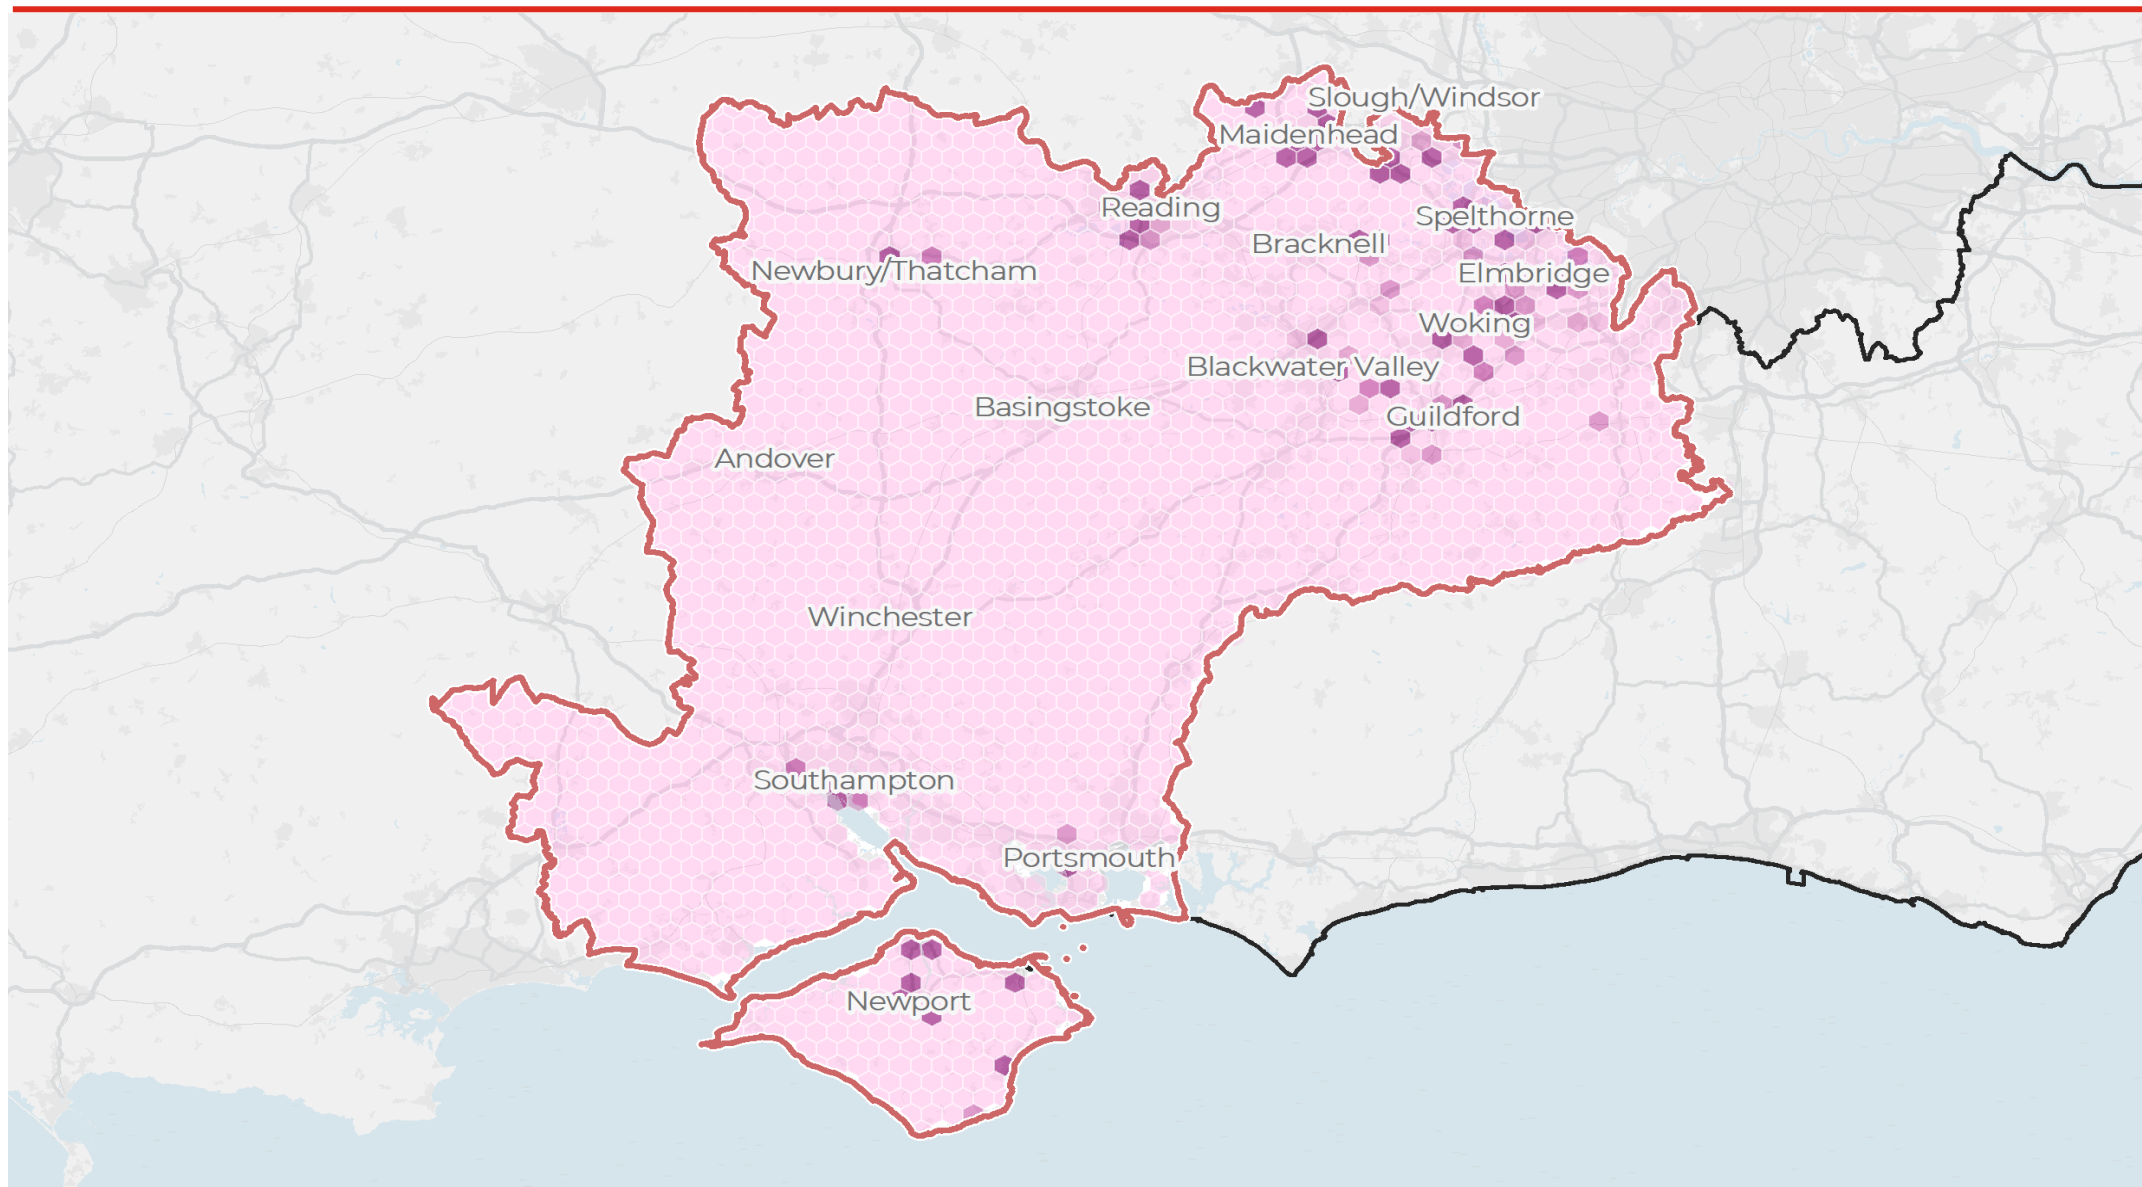 Slough/Windsor
Maidenhead
Reading
Spelthorne
Bracknell
Newbury/Thatcham
Elmbridge
Woking
Blackwater Valley
Basingstoke
Guildford
Andover
Winchester
Southampton
Portsmouth
Newport